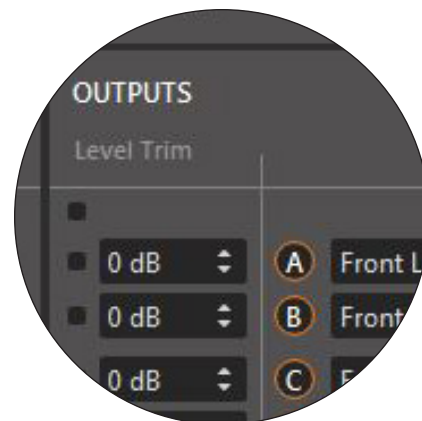 OUTPUTS
Level Trim
0 dB A Front L
0 dB B Front
0 dB C